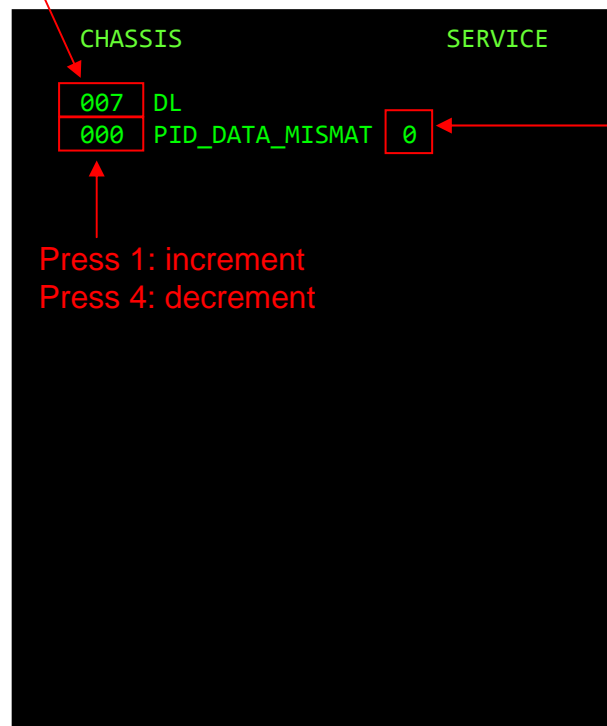 CHASSIS SERVICE
007 DL
000 PID_DATA_MISMAT 0
Press 1: increment
Press 4: decrement